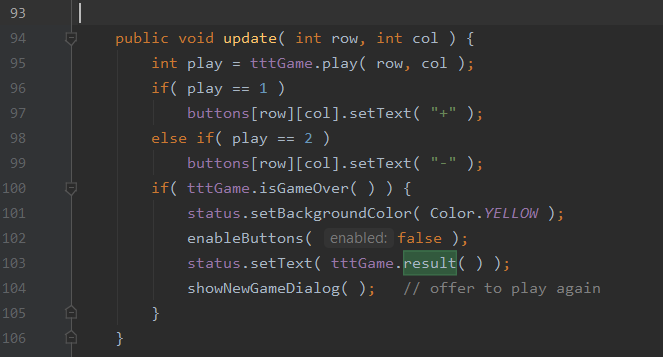 93
94 public void update( int row, int col ) {
95 int play = tttGame.play( row, col );
96 if( play == 1 )
97 buttons[row][col].setText( "+" );
98 else if( play == 2 )
99 buttons[row][col].setText( "-" );
100 if( tttGame.isGameOver( ) ) {
101 status.setBackgroundColor( Color.YELLOW );
102 enableButtons( enabled: false );
103 status.setText( tttGame.result( ) );
104 showNewGameDialog( ); // offer to play again
105 }
106 }